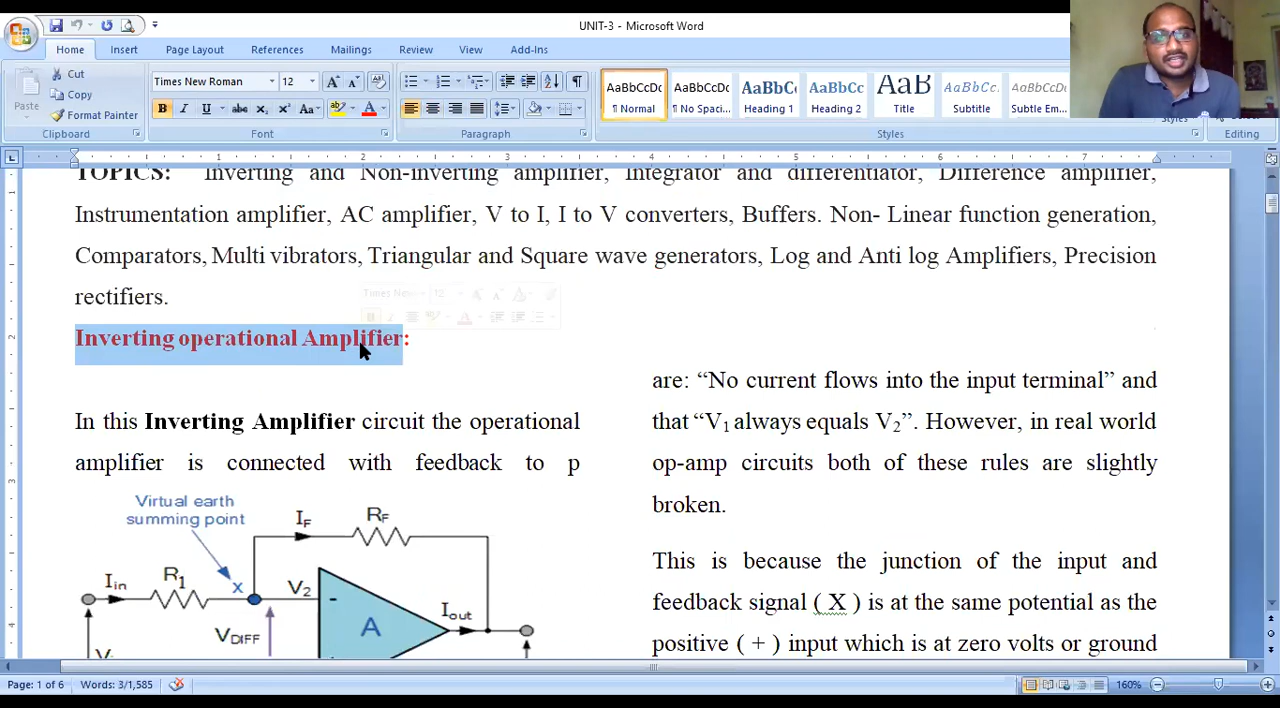 UNIT-3 - Microsoft Word
Home Insert Page Layout References Mailings Review View Add-Ins
Paste
Cut
Copy
Format Painter
Clipboard
Times New Roman 12
Font
Paragraph
AaBbCcDc AaBbCcDc AaBbCc AaBbCc AaB AaBbCcL AaBbCcDc
¶ Normal ¶ No Spaci... Heading 1 Heading 2 Title Subtitle Subtle Em...
Styles
Editing
1 1 2 3 4 5 6 7
TOPICS: Inverting and Non-inverting amplifier, Integrator and differentiator, Difference amplifier,
Instrumentation amplifier, AC amplifier, V to I, I to V converters, Buffers. Non- Linear function generation,
Comparators, Multi vibrators, Triangular and Square wave generators, Log and Anti log Amplifiers, Precision
rectifiers.
Inverting operational Amplifier:
In this Inverting Amplifier circuit the operational
amplifier is connected with feedback to p
Virtual earth
summing point
IF
RF
Iin
R1
X
V2
-
VDIFF
A
Iout
are: “No current flows into the input terminal” and
that “V1 always equals V2”. However, in real world
op-amp circuits both of these rules are slightly
broken.
This is because the junction of the input and
feedback signal ( X ) is at the same potential as the
positive ( + ) input which is at zero volts or ground
Page: 1 of 6 Words: 3/1,585 160%